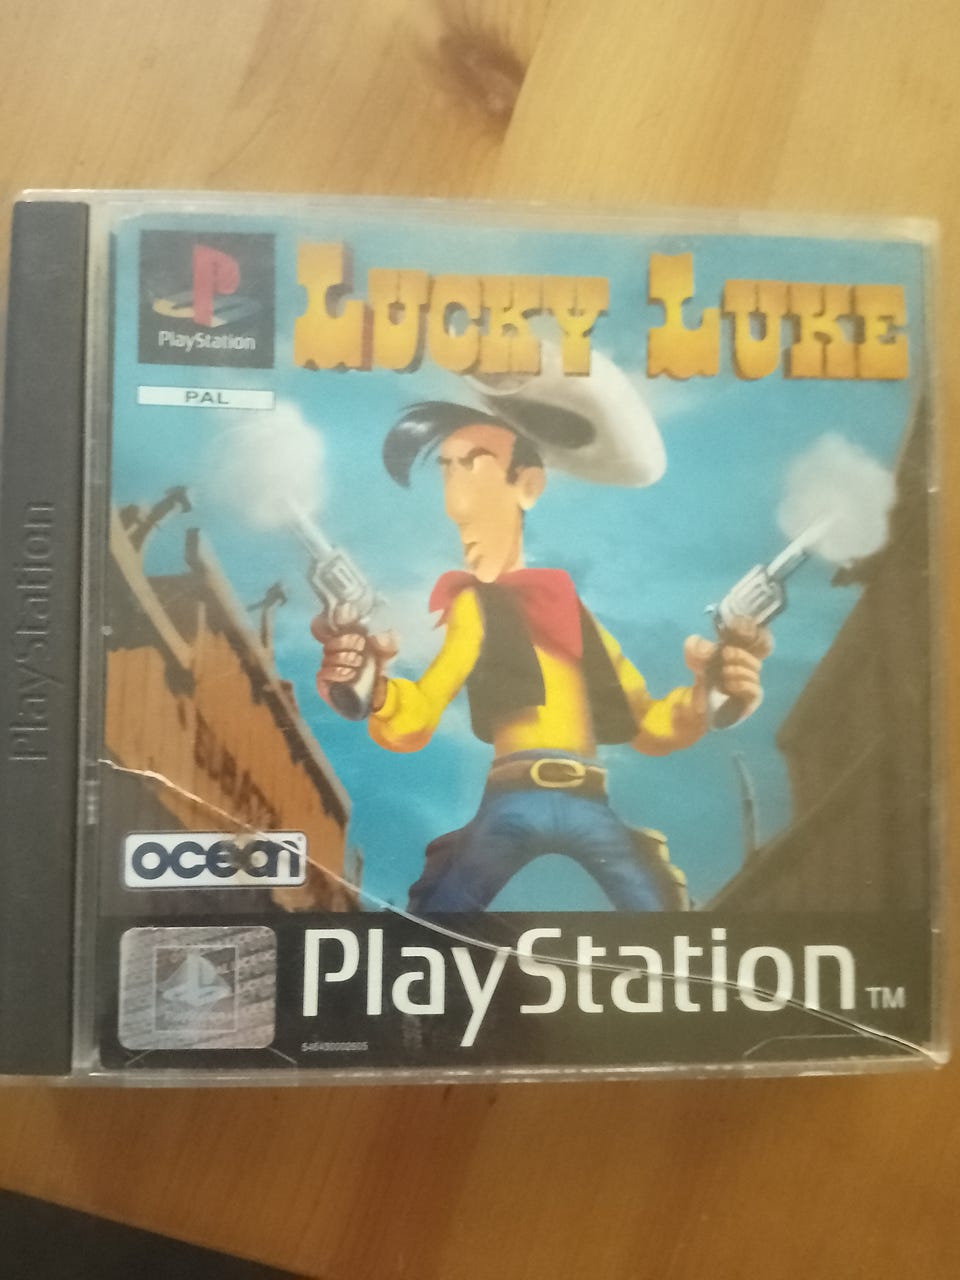 PlayStation
PlayStation
LUCKY LUKE
PAL
ocean
PlayStation™